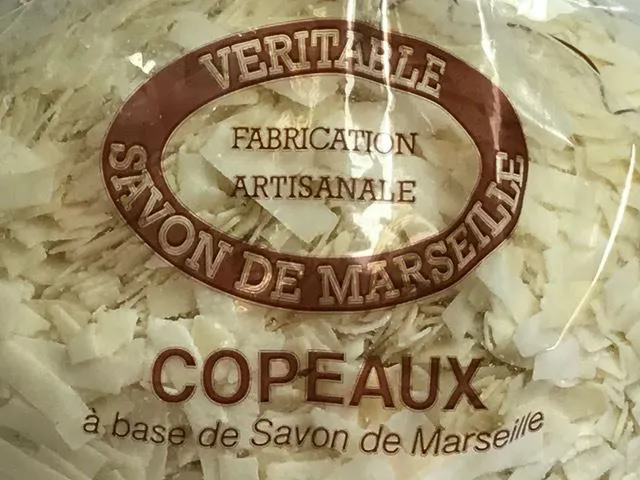 VERITABLE
FABRICATION
ARTISANALE
SAVON DE MARSEILLE
COPEAUX
à base de Savon de Marseille